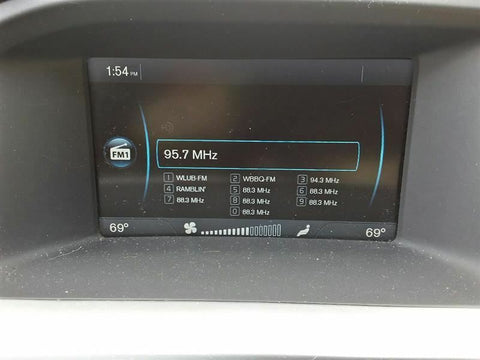 1:54 PM
FM1
95.7 MHz
1 WLUB-FM 2 WBBQ-FM 3 94.3 MHz
4 RAMBLIN' 5 88.3 MHz 6 88.3 MHz
7 88.3 MHz 8 88.3 MHz 9 88.3 MHz
0 88.3 MHz
69° 69°